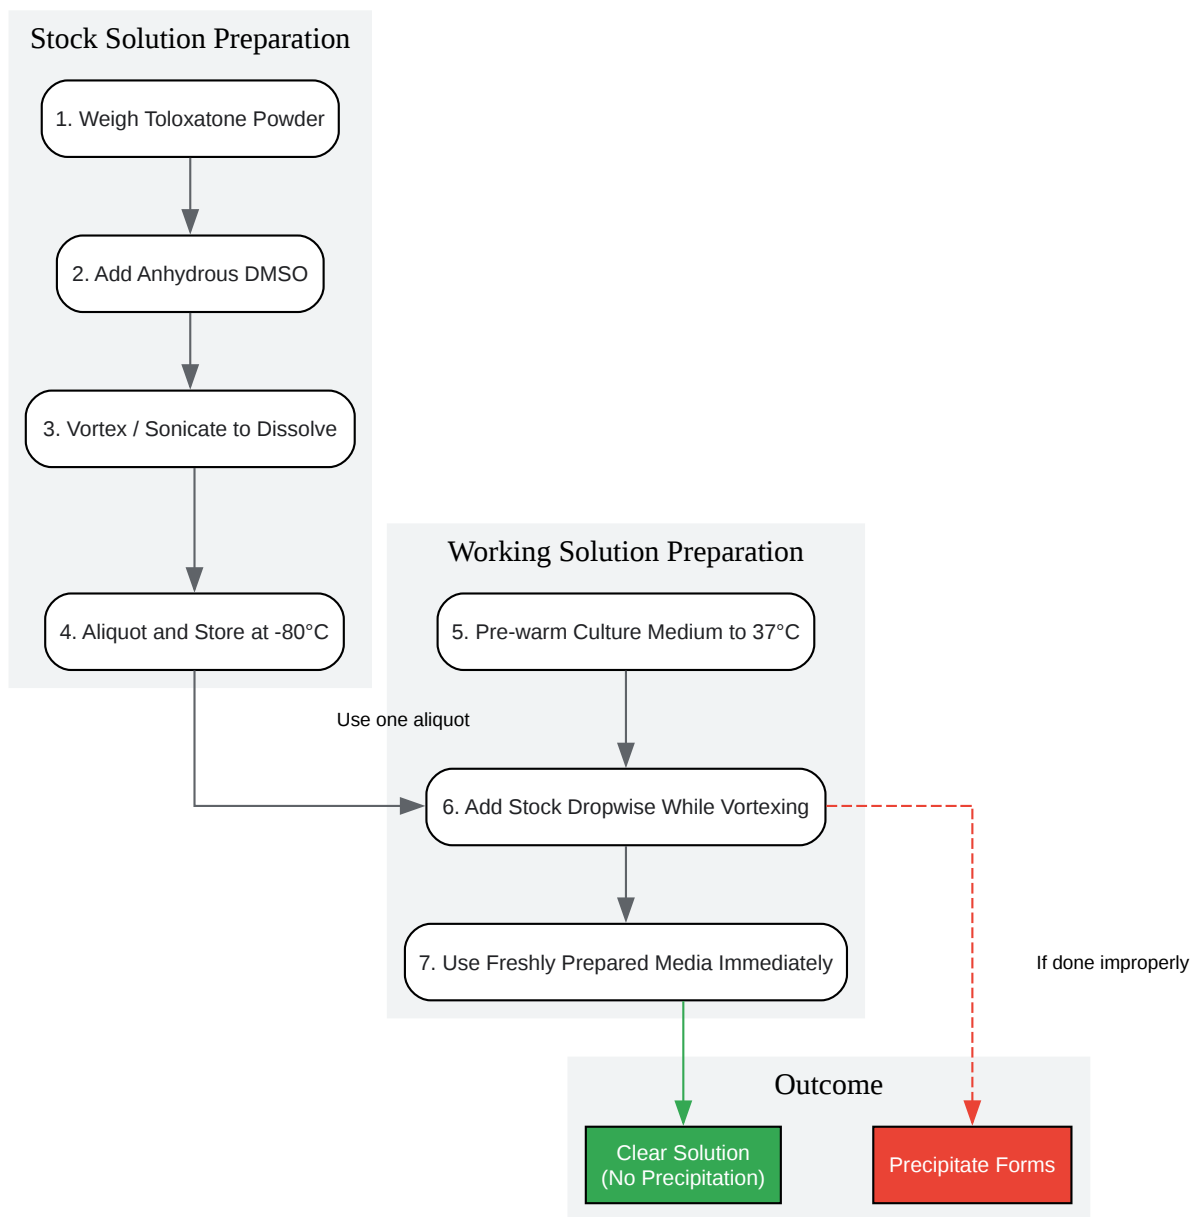 Stock Solution Preparation
1. Weigh Toloxatone Powder
2. Add Anhydrous DMSO
3. Vortex / Sonicate to Dissolve
4. Aliquot and Store at -80°C
Working Solution Preparation
5. Pre-warm Culture Medium to 37°C
Use one aliquot
6. Add Stock Dropwise While Vortexing
7. Use Freshly Prepared Media Immediately
If done improperly
Outcome
Clear Solution
(No Precipitation)
Precipitate Forms